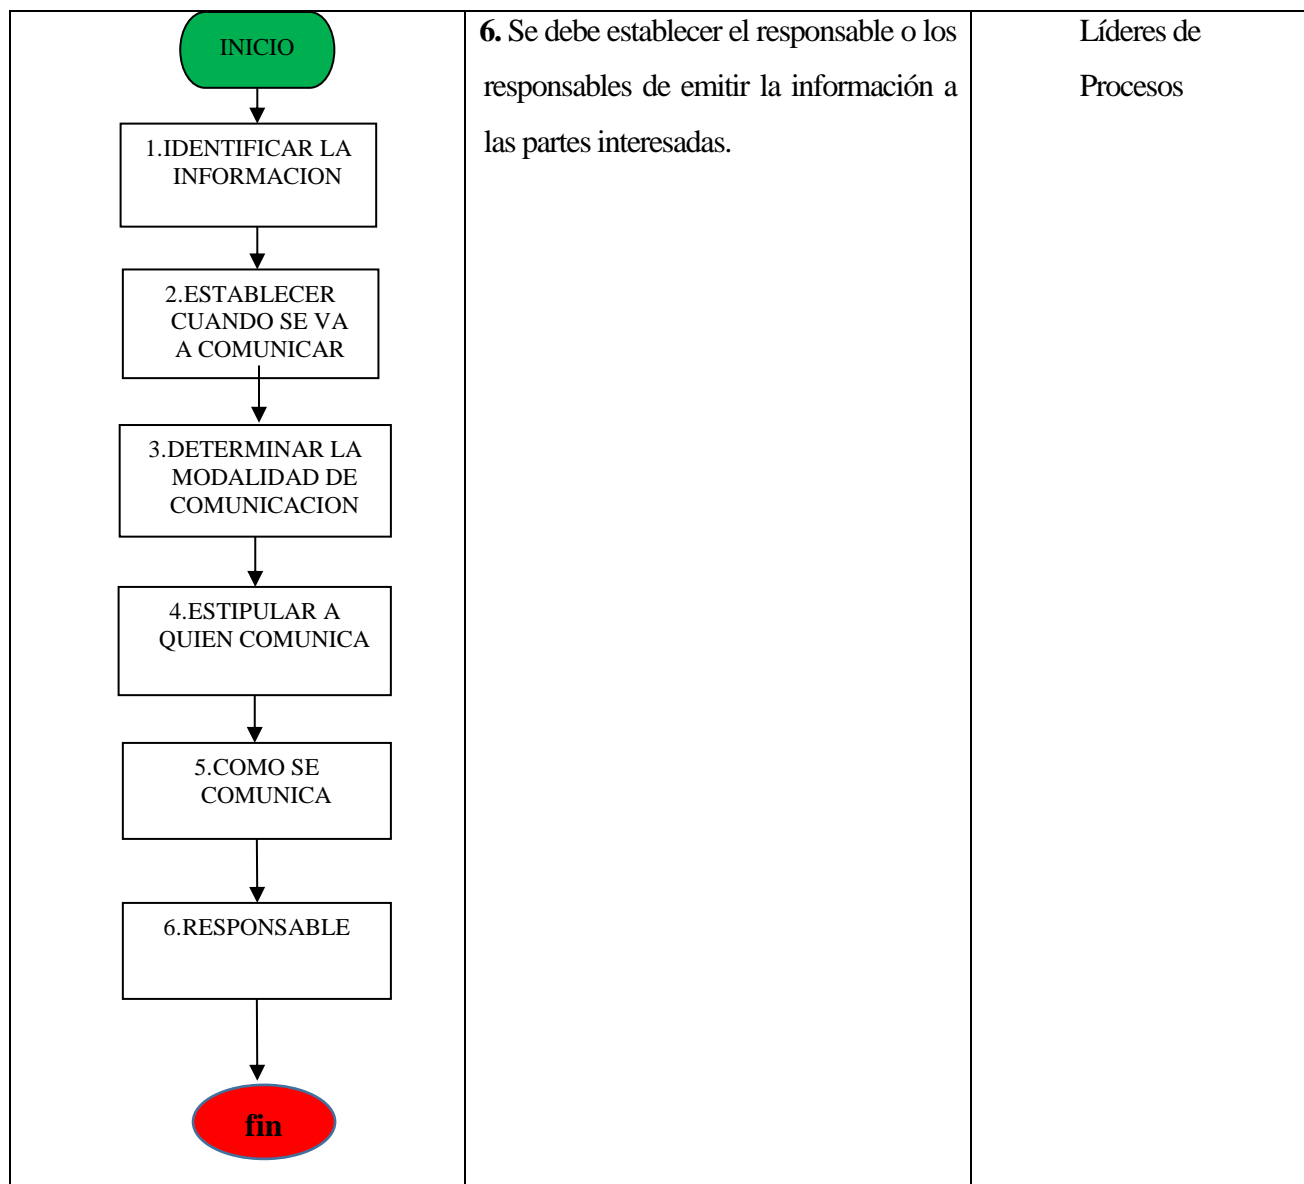 INICIO
1.IDENTIFICAR LA
INFORMACION
2.ESTABLECER
CUANDO SE VA
A COMUNICAR
3.DETERMINAR LA
MODALIDAD DE
COMUNICACION
4.ESTIPULAR A
QUIEN COMUNICA
5.COMO SE
COMUNICA
6.RESPONSABLE
fin
6. Se debe establecer el responsable o los
responsables de emitir la información a
las partes interesadas.
Líderes de
Procesos